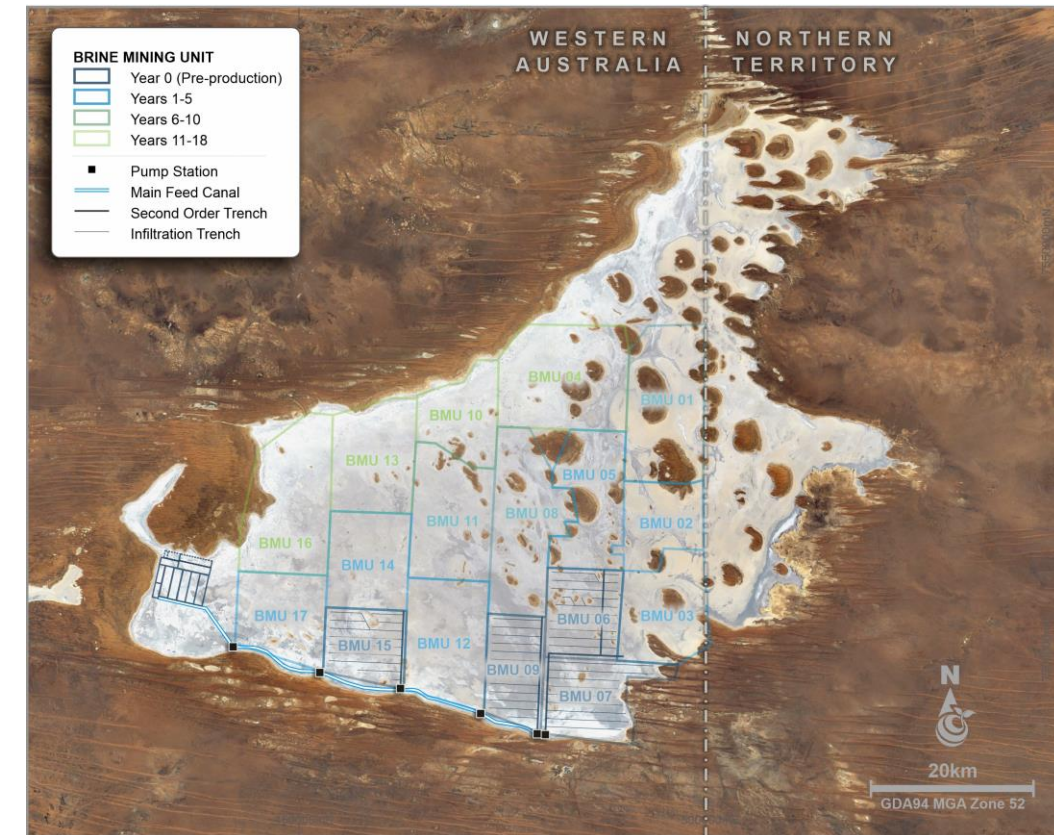 WESTERN
AUSTRALIA
NORTHERN
TERRITORY
BRINE MINING UNIT
Year 0 (Pre-production)
Years 1-5
Years 6-10
Years 11-18
Pump Station
Main Feed Canal
Second Order Trench
Infiltration Trench
BMU 04
BMU 01
BMU 10
BMU 13
BMU 05
BMU 08
BMU 11
BMU 02
BMU 16
BMU 14
BMU 17
BMU 15
BMU 12
BMU 06
BMU 03
BMU 09
BMU 07
N
20km
GDA94 MGA Zone 52